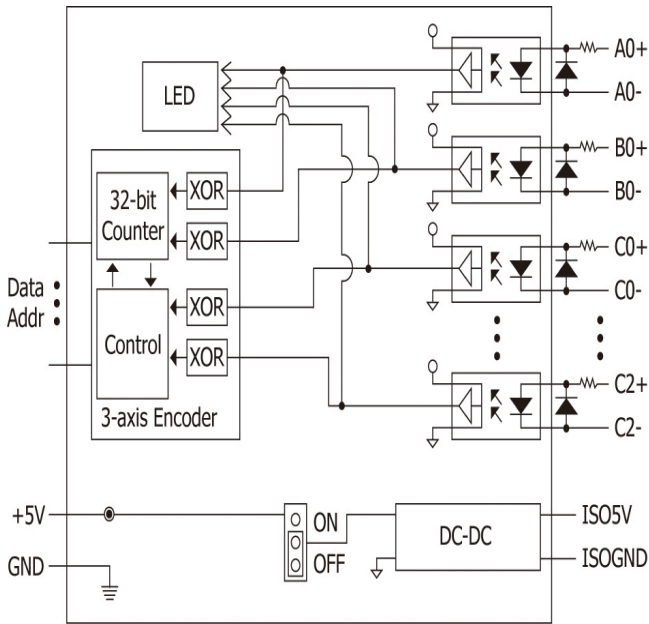 A0+
LED
A0-
B0+
32-bit
Counter
XOR
B0-
XOR
C0+
Data
Addr
C0-
XOR
Control
XOR
C2+
3-axis Encoder
C2-
+5V
ON
ISO5V
DC-DC
GND
OFF
ISOGND